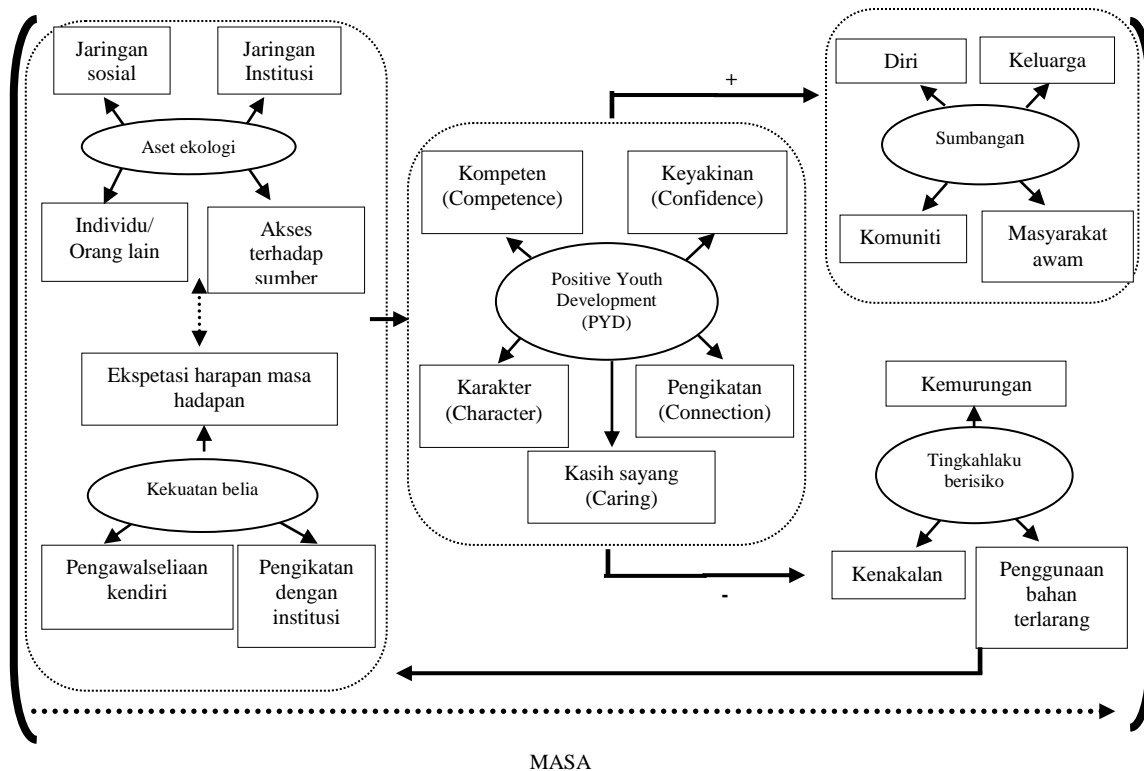 Jaringan
sosial
Jaringan
Institusi
Aset ekologi
Individu/
Orang lain
Akses
terhadap
sumber
Ekspetasi harapan masa
hadapan
Kekuatan belia
Pengawalseliaan
kendiri
Pengikatan
dengan
institusi
Kompeten
(Competence)
Keyakinan
(Confidence)
Positive Youth
Development
(PYD)
Karakter
(Character)
Pengikatan
(Connection)
Kasih sayang
(Caring)
+
-
Diri
Keluarga
Sumbangan
Komuniti
Masyarakat
awam
Kemurungan
Tingkahlaku
berisiko
Kenakalan
Penggunaan
bahan
terlarang
MASA